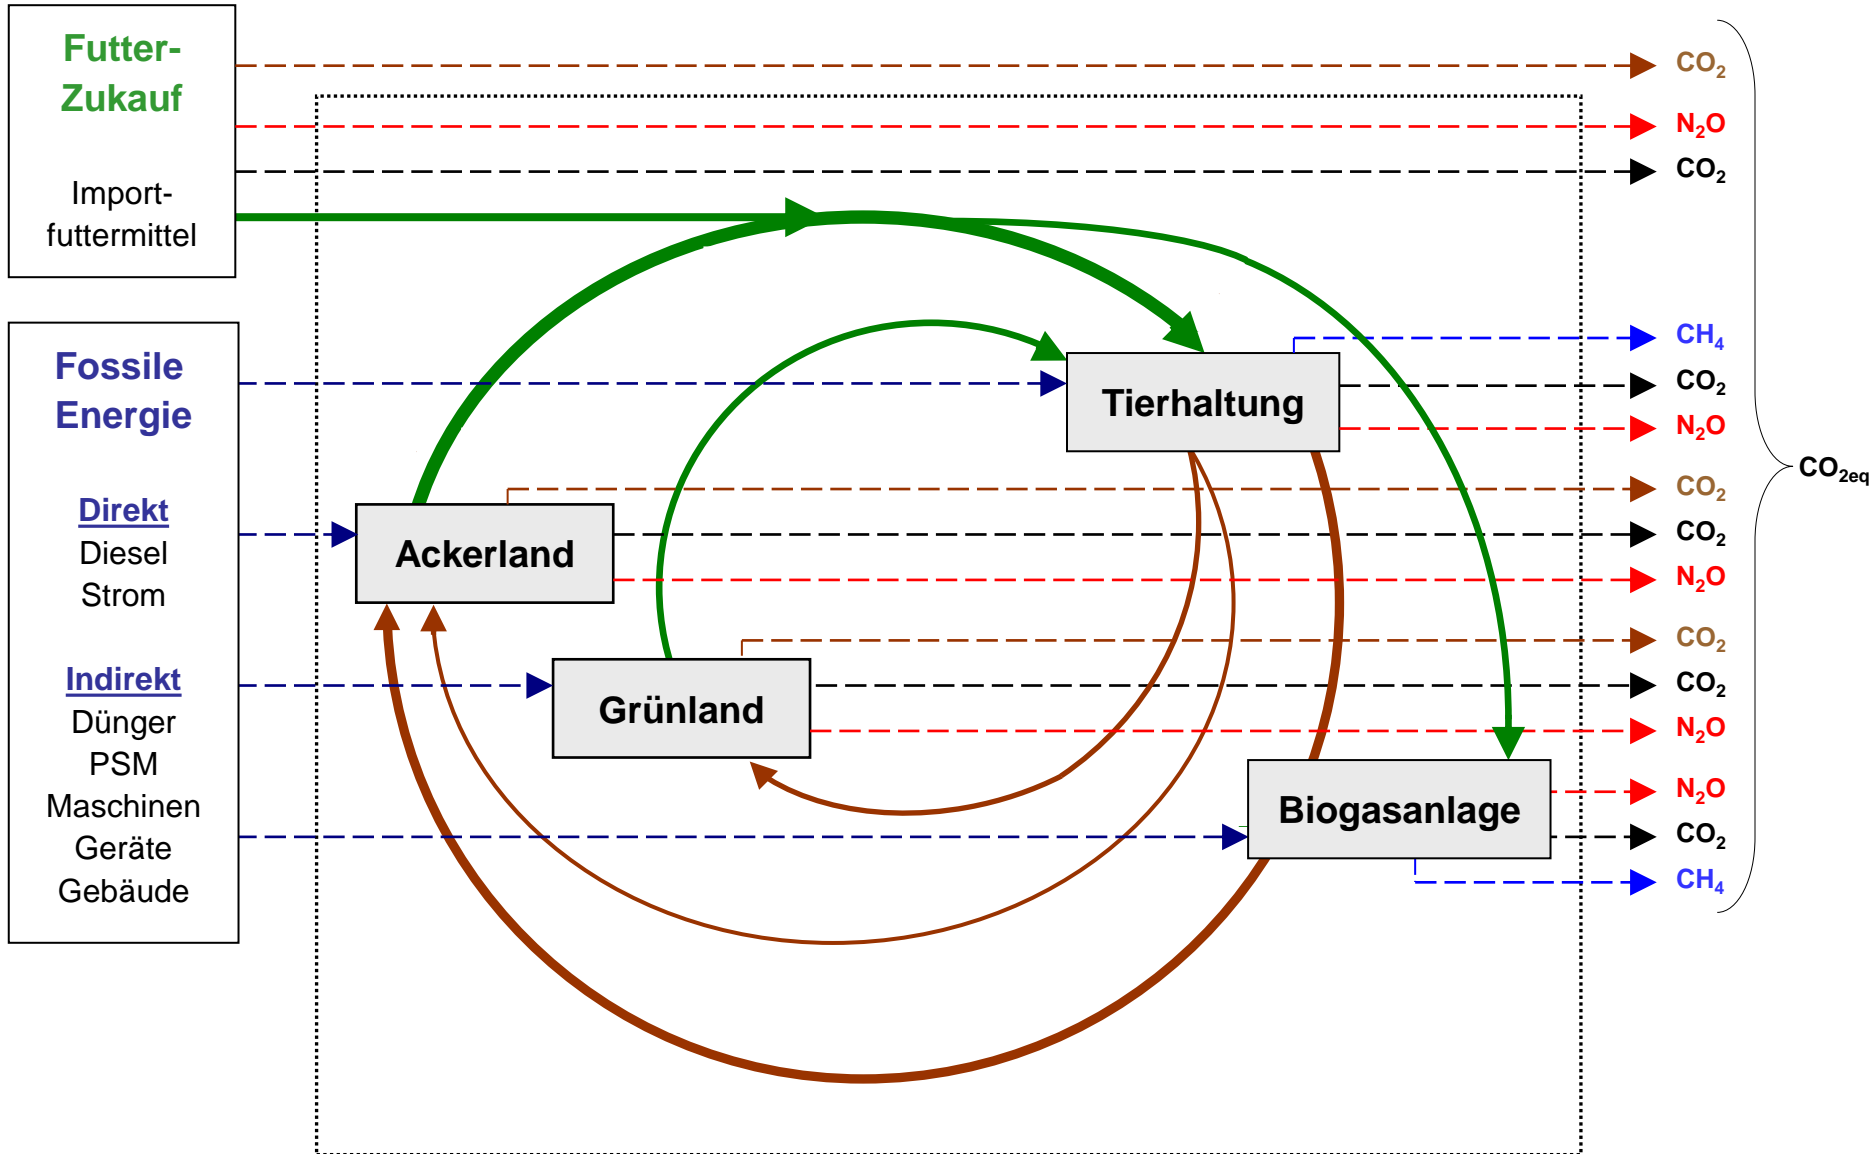 Futter-
Zukauf
Import-
futtermittel
Fossile
Energie
Direkt
Diesel
Strom
Indirekt
Dünger
PSM
Maschinen
Geräte
Gebäude
Tierhaltung
Ackerland
Grünland
Biogasanlage
CO₂
N₂O
CO₂
CH₄
CO₂
N₂O
CO₂
CO₂
N₂O
CO₂
CO₂
N₂O
N₂O
CO₂
CH₄
CO₂eq